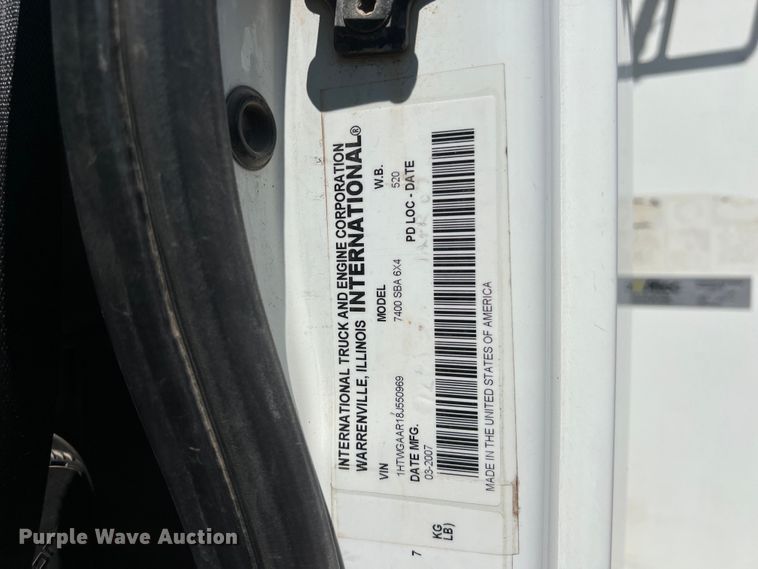 INTERNATIONAL TRUCK AND ENGINE CORPORATION
WARRENVILLE, ILLINOIS INTERNATIONAL®
VIN MODEL W.B.
1HTWGAAR18J550969 7400 SBA 6X4 520
DATE MFG. PD LOC - DATE
03-2007
MADE IN THE UNITED STATES OF AMERICA
7 KG
LB)
Purple Wave Auction®